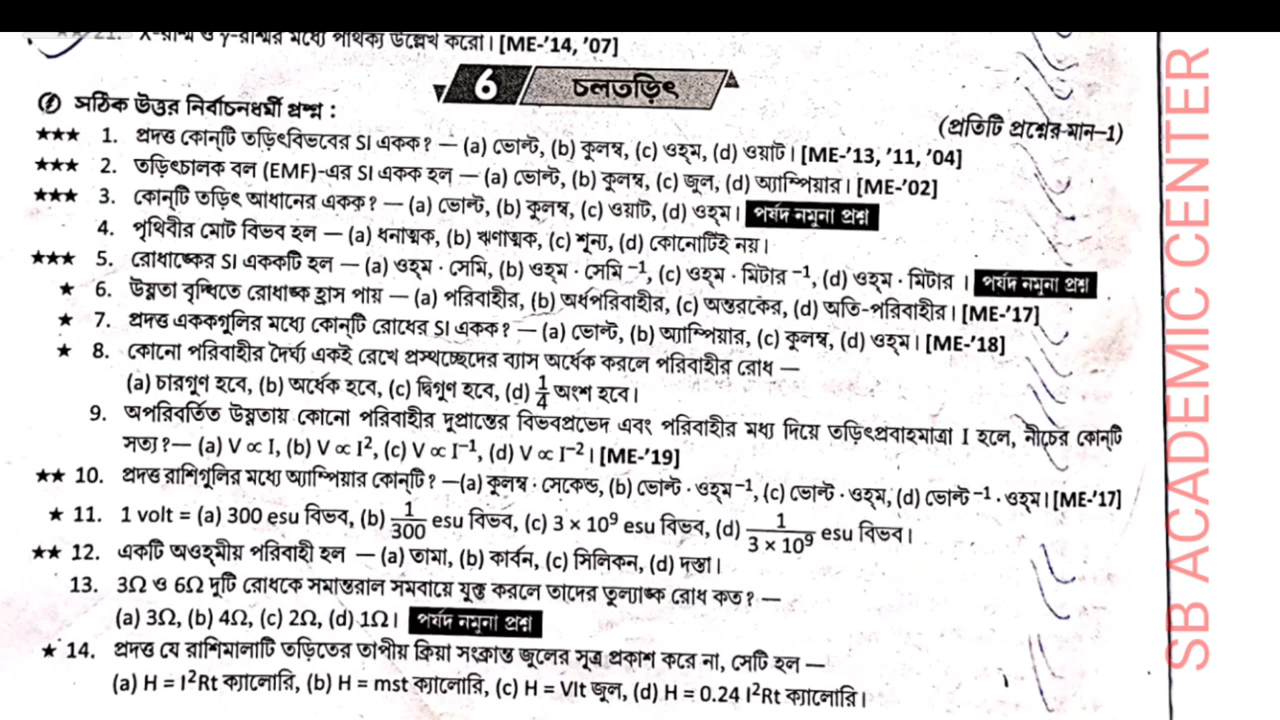 21. X-রশ্মি ও γ-রশ্মির মধ্যে পার্থক্য উল্লেখ করো। [ME-'14, '07]
6 চলতড়িৎ
সঠিক উত্তর নির্বাচনধর্মী প্রশ্ন :
(প্রতিটি প্রশ্নের মান–1)
★★★ 1. প্রদত্ত কোন্‌টি তড়িৎবিভবের SI একক? — (a) ভোল্ট, (b) কুলম্ব, (c) ওহ্‌ম, (d) ওয়াট। [ME-'13, '11, '04]
★★★ 2. তড়িৎচালক বল (EMF)-এর SI একক হল — (a) ভোল্ট, (b) কুলম্ব, (c) জুল, (d) অ্যাম্পিয়ার। [ME-'02]
★★★ 3. কোন্‌টি তড়িৎ আধানের একক? — (a) ভোল্ট, (b) কুলম্ব, (c) ওয়াট, (d) ওহ্‌ম। পর্ষদ নমুনা প্রশ্ন
4. পৃথিবীর মোট বিভব হল — (a) ধনাত্মক, (b) ঋণাত্মক, (c) শূন্য, (d) কোনোটিই নয়।
★★★ 5. রোধাঙ্কের SI এককটি হল — (a) ওহ্‌ম · সেমি, (b) ওহ্‌ম · সেমি⁻¹, (c) ওহ্‌ম · মিটার⁻¹, (d) ওহ্‌ম · মিটার। পর্ষদ নমুনা প্রশ্ন
★ 6. উষ্ণতা বৃদ্ধিতে রোধাঙ্ক হ্রাস পায় — (a) পরিবাহীর, (b) অর্ধপরিবাহীর, (c) অন্তরকের, (d) অতি-পরিবাহীর। [ME-'17]
★ 7. প্রদত্ত এককগুলির মধ্যে কোন্‌টি রোধের SI একক? — (a) ভোল্ট, (b) অ্যাম্পিয়ার, (c) কুলম্ব, (d) ওহ্‌ম। [ME-'18]
★ 8. কোনো পরিবাহীর দৈর্ঘ্য একই রেখে প্রস্থচ্ছেদের ব্যাস অর্ধেক করলে পরিবাহীর রোধ —
(a) চারগুণ হবে, (b) অর্ধেক হবে, (c) দ্বিগুণ হবে, (d) 1/4 অংশ হবে।
9. অপরিবর্তিত উষ্ণতায় কোনো পরিবাহীর দুপ্রান্তের বিভবপ্রভেদ এবং পরিবাহীর মধ্য দিয়ে তড়িৎপ্রবাহমাত্রা I হলে, নীচের কোন্‌টি
সত্য?— (a) V ∝ I, (b) V ∝ I², (c) V ∝ I⁻¹, (d) V ∝ I⁻²। [ME-'19]
★★ 10. প্রদত্ত রাশিগুলির মধ্যে অ্যাম্পিয়ার কোন্‌টি? —(a) কুলম্ব · সেকেন্ড, (b) ভোল্ট · ওহ্‌ম⁻¹, (c) ভোল্ট · ওহ্‌ম, (d) ভোল্ট⁻¹ · ওহ্‌ম। [ME-'17]
★ 11. 1 volt = (a) 300 esu বিভব, (b) 1/300 esu বিভব, (c) 3 × 10⁹ esu বিভব, (d) 1/(3 × 10⁹) esu বিভব।
★★ 12. একটি অওহ্‌মীয় পরিবাহী হল — (a) তামা, (b) কার্বন, (c) সিলিকন, (d) দস্তা।
13. 3Ω ও 6Ω দুটি রোধকে সমান্তরাল সমবায়ে যুক্ত করলে তাদের তুল্যাঙ্ক রোধ কত? —
(a) 3Ω, (b) 4Ω, (c) 2Ω, (d) 1Ω। পর্ষদ নমুনা প্রশ্ন
★ 14. প্রদত্ত যে রাশিমালাটি তড়িতের তাপীয় ক্রিয়া সংক্রান্ত জুলের সূত্র প্রকাশ করে না, সেটি হল —
(a) H = I²Rt ক্যালোরি, (b) H = mst ক্যালোরি, (c) H = VIt জুল, (d) H = 0.24 I²Rt ক্যালোরি।
SB ACADEMIC CENTER